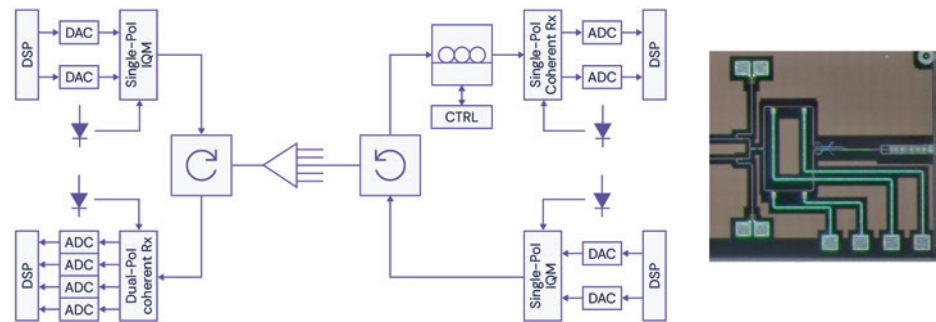 DSP
DAC
DAC
Single-Pol
IQM
DSP
ADC
ADC
ADC
ADC
Dual-Pol
coherent Rx
CTRL
Single-Pol
Coherent Rx
ADC
ADC
DSP
Single-Pol
IQM
DAC
DAC
DSP